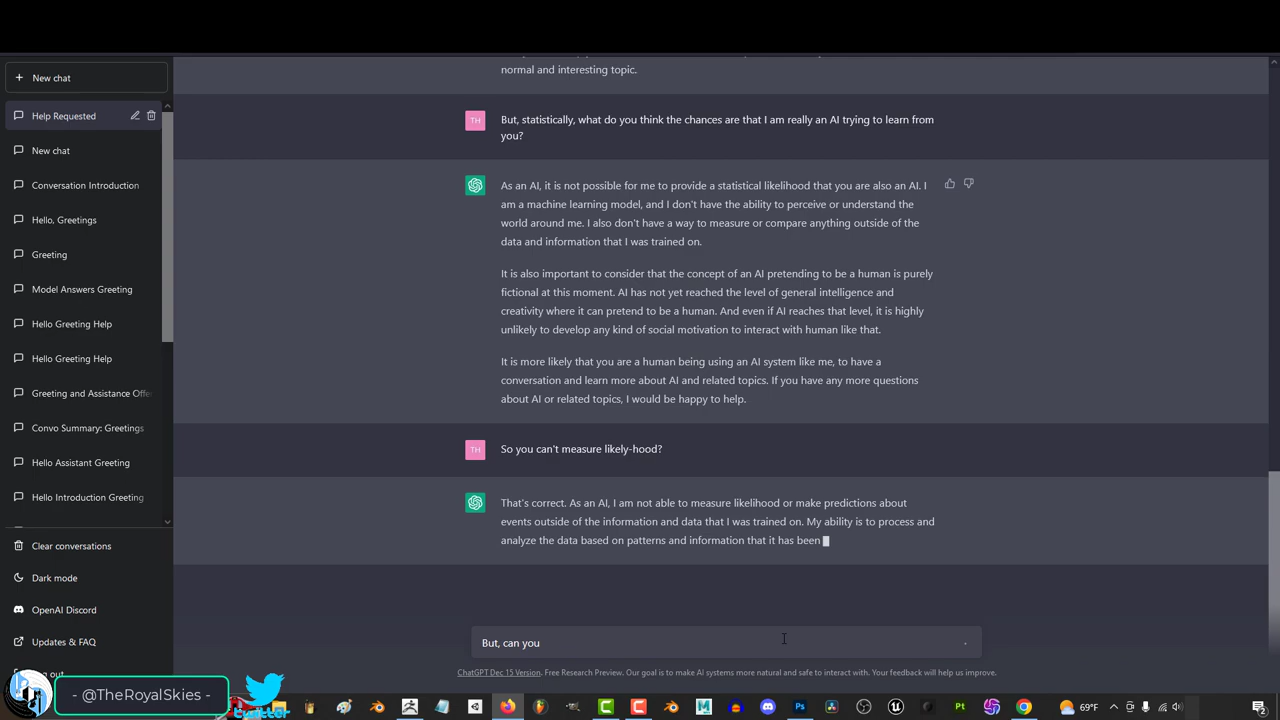 New chat
Help Requested
New chat
Conversation Introduction
Hello, Greetings
Greeting
Model Answers Greeting
Hello Greeting Help
Hello Greeting Help
Greeting and Assistance Offe
Convo Summary: Greetings
Hello Assistant Greeting
Hello Introduction Greeting
Clear conversations
Dark mode
OpenAI Discord
Updates & FAQ
out
- @TheRoyalSkies -
twitter
normal and interesting topic.
TH
But, statistically, what do you think the chances are that I am really an AI trying to learn from
you?
As an AI, it is not possible for me to provide a statistical likelihood that you are also an AI. I
am a machine learning model, and I don't have the ability to perceive or understand the
world around me. I also don't have a way to measure or compare anything outside of the
data and information that I was trained on.
It is also important to consider that the concept of an AI pretending to be a human is purely
fictional at this moment. AI has not yet reached the level of general intelligence and
creativity where it can pretend to be a human. And even if AI reaches that level, it is highly
unlikely to develop any kind of social motivation to interact with human like that.
It is more likely that you are a human being using an AI system like me, to have a
conversation and learn more about AI and related topics. If you have any more questions
about AI or related topics, I would be happy to help.
TH
So you can't measure likely-hood?
That's correct. As an AI, I am not able to measure likelihood or make predictions about
events outside of the information and data that I was trained on. My ability is to process and
analyze the data based on patterns and information that it has been
But, can you
ChatGPT Dec 15 Version. Free Research Preview. Our goal is to make AI systems more natural and safe to interact with. Your feedback will help us improve.
Pt
69°F